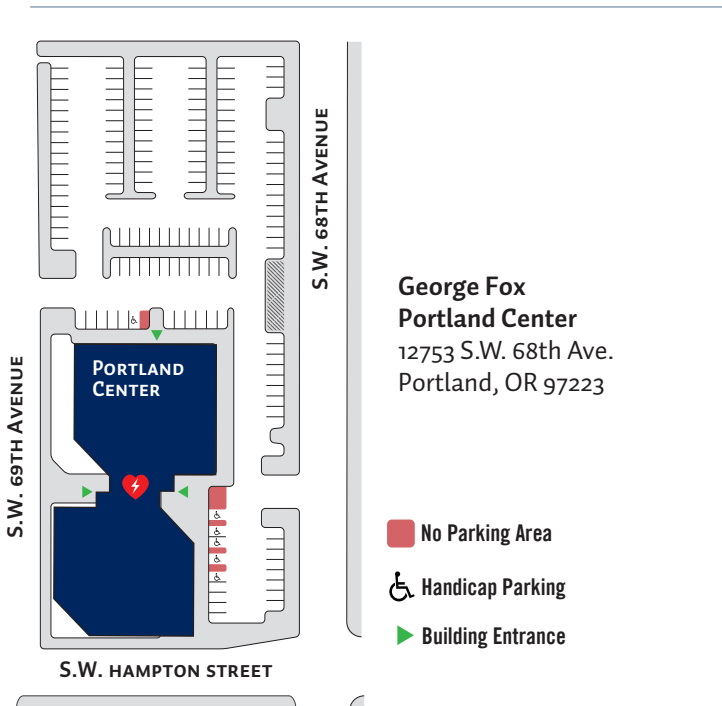 S.W. 68th Avenue
Portland
Center
S.W. 69th Avenue
S.W. Hampton Street
George Fox
Portland Center
12753 S.W. 68th Ave.
Portland, OR 97223
No Parking Area
Handicap Parking
Building Entrance